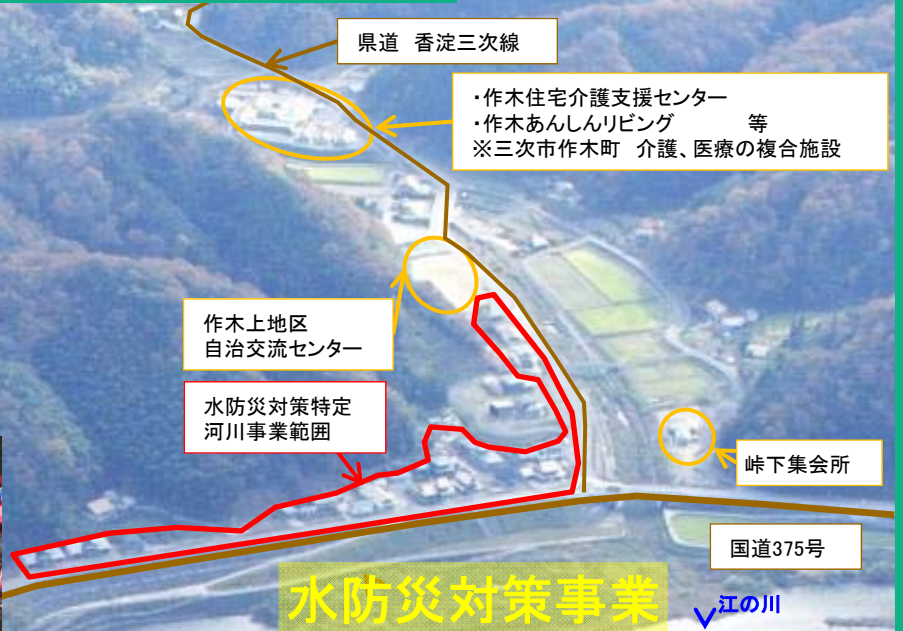 県道 香淀三次線
・作木住宅介護支援センター
・作木あんしんリビング 等
※三次市作木町 介護、医療の複合施設
作木上地区
自治交流センター
水防災対策特定
河川事業範囲
峠下集会所
国道375号
水防災対策事業
江の川